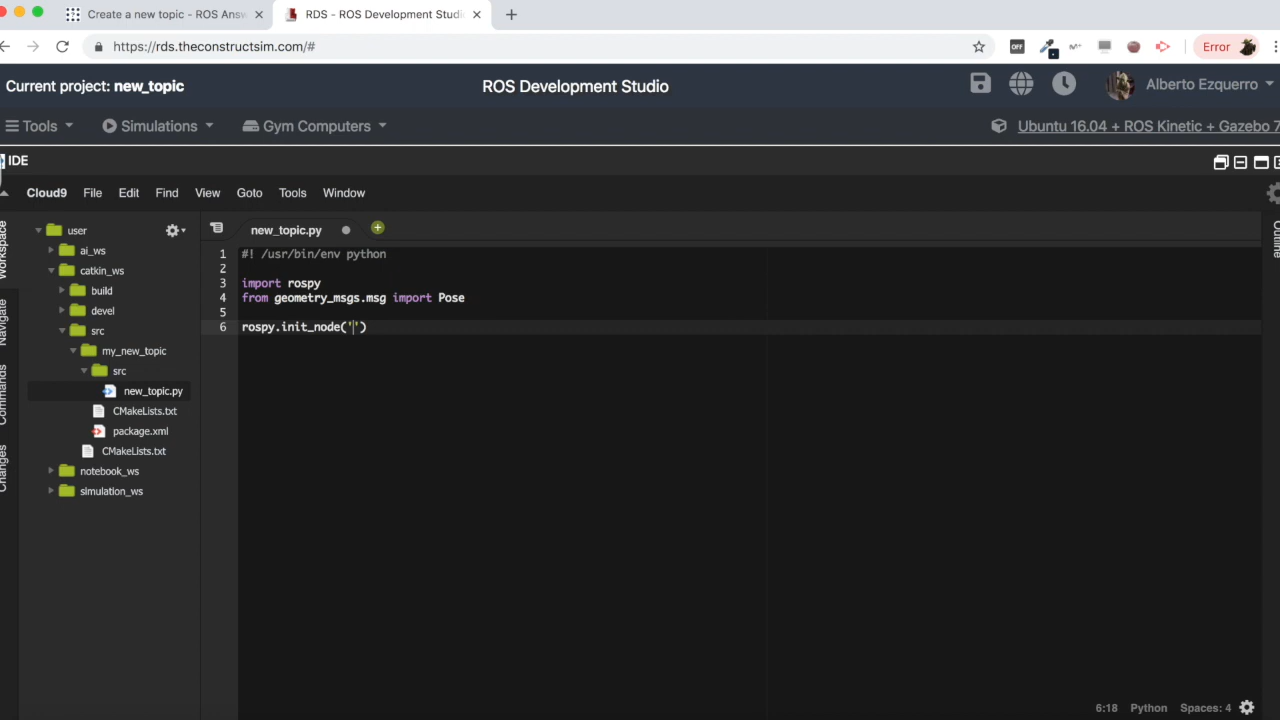 Create a new topic - ROS Answ
RDS - ROS Development Studi
https://rds.theconstructsim.com/#
OFF
Error
Current project: new_topic
ROS Development Studio
Alberto Ezquerro
Tools
Simulations
Gym Computers
Ubuntu 16.04 + ROS Kinetic + Gazebo 7
IDE
Cloud9 File Edit Find View Goto Tools Window
Workspace
Navigate
Commands
Changes
Outline
user
ai_ws
catkin_ws
build
devel
src
my_new_topic
src
new_topic.py
CMakeLists.txt
package.xml
CMakeLists.txt
notebook_ws
simulation_ws
new_topic.py
1 #! /usr/bin/env python
2
3 import rospy
4 from geometry_msgs.msg import Pose
5
6 rospy.init_node('')
6:18 Python Spaces: 4